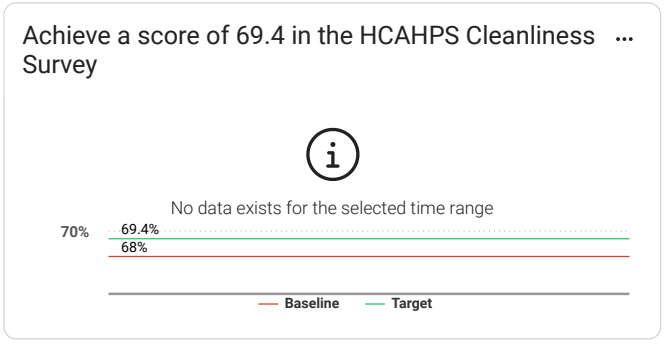 Achieve a score of 69.4 in the HCAHPS Cleanliness ...
Survey
i
No data exists for the selected time range
70%
69.4%
68%
Baseline Target